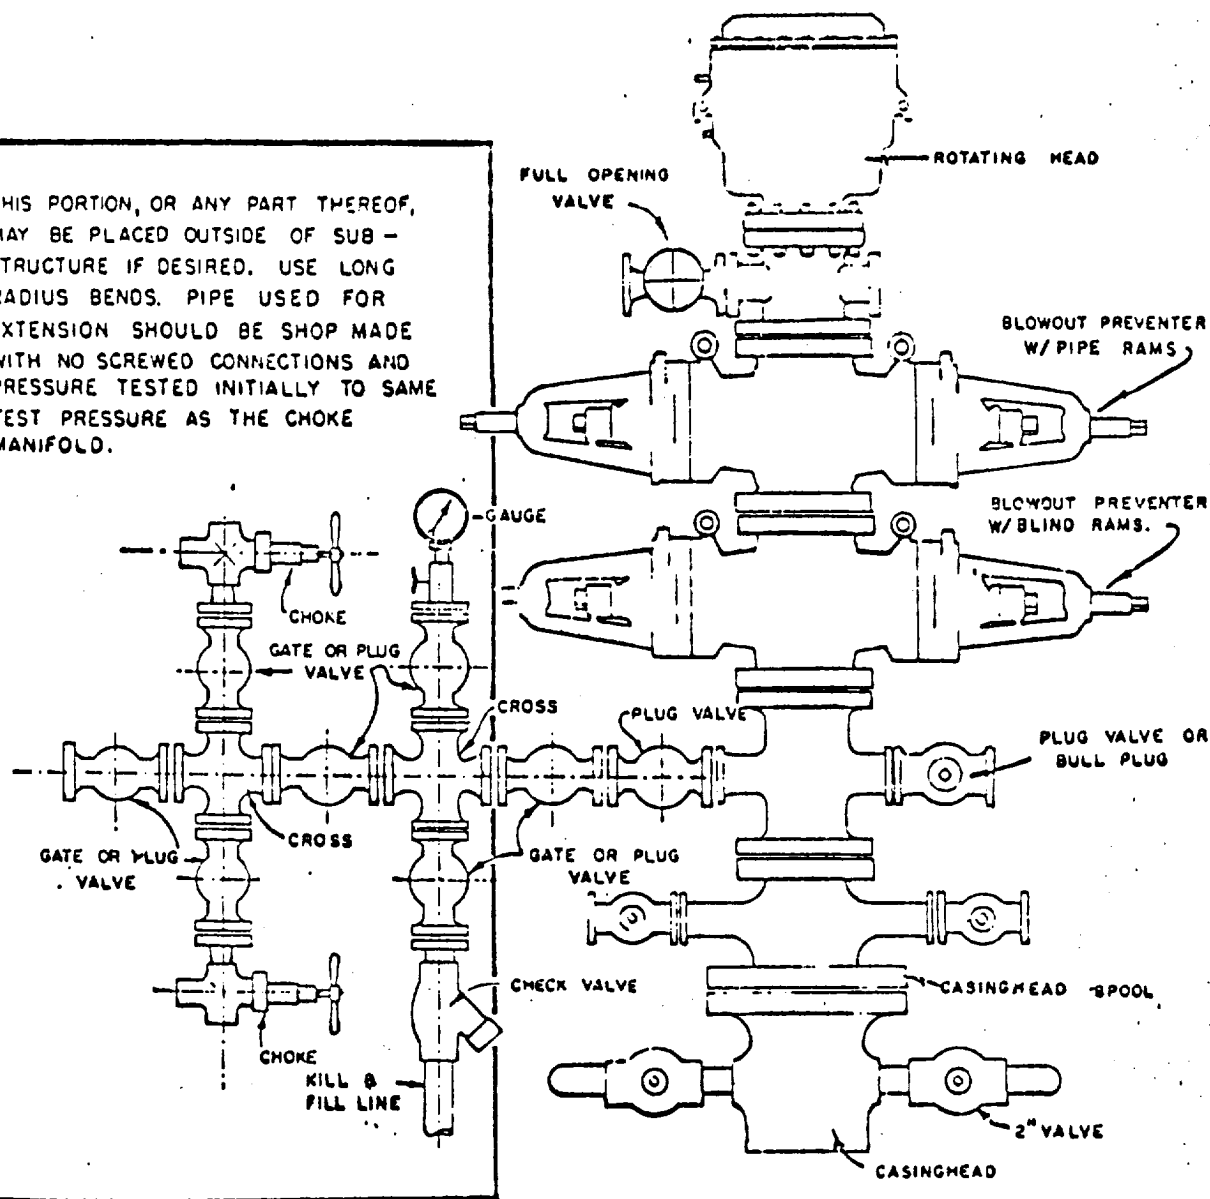 HIS PORTION, OR ANY PART THEREOF,
MAY BE PLACED OUTSIDE OF SUB-
TRUCTURE IF DESIRED. USE LONG
RADIUS BENDS. PIPE USED FOR
EXTENSION SHOULD BE SHOP MADE
WITH NO SCREWED CONNECTIONS AND
PRESSURE TESTED INITIALLY TO SAME
TEST PRESSURE AS THE CHOKE
MANIFOLD.
ROTATING HEAD
FULL OPENING
VALVE
BLOWOUT PREVENTER
W/PIPE RAMS
BLOWOUT PREVENTER
W/BLIND RAMS.
GAUGE
CHOKE
GATE OR PLUG
VALVE
CROSS
PLUG VALVE
PLUG VALVE OR
BULL PLUG
CROSS
GATE OR PLUG
VALVE
GATE OR PLUG
VALVE
CHECK VALVE
CASINGHEAD SPOOL
CHOKE
KILL &
FILL LINE
2" VALVE
CASINGHEAD